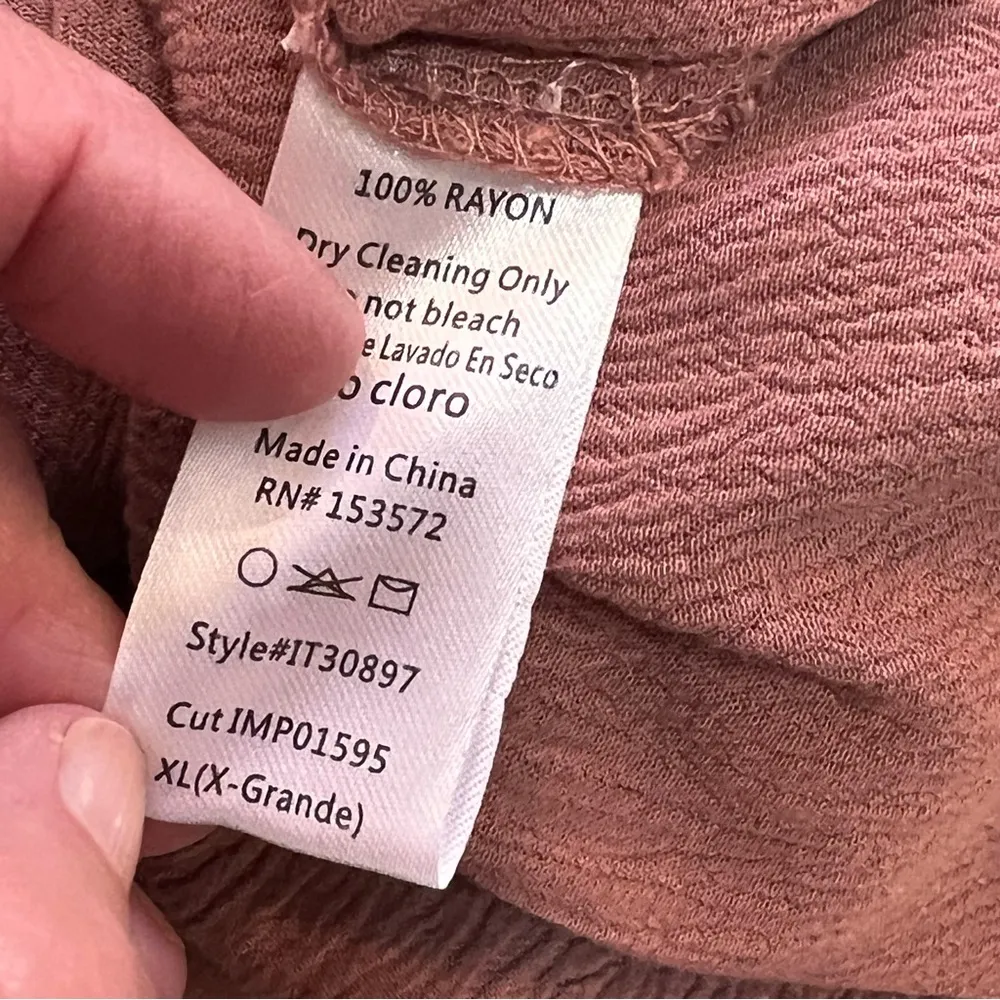 100% RAYON
Dry Cleaning Only
not bleach
Lavado En Seco
cloro
Made in China
RN# 153572
Style#IT30897
Cut IMP01595
XL(X-Grande)